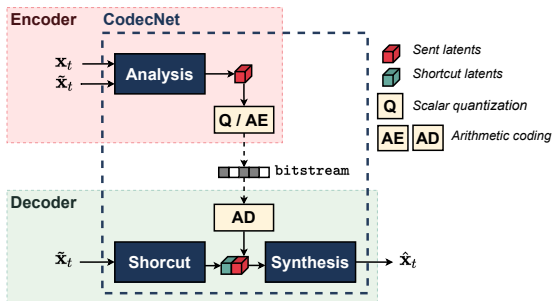 Encoder CodecNet
x_t
x̃_t
Analysis
Q / AE
bitstream
Decoder
AD
x̃_t
Shorcut
Synthesis
x̂_t
Sent latents
Shortcut latents
Q Scalar quantization
AE AD Arithmetic coding